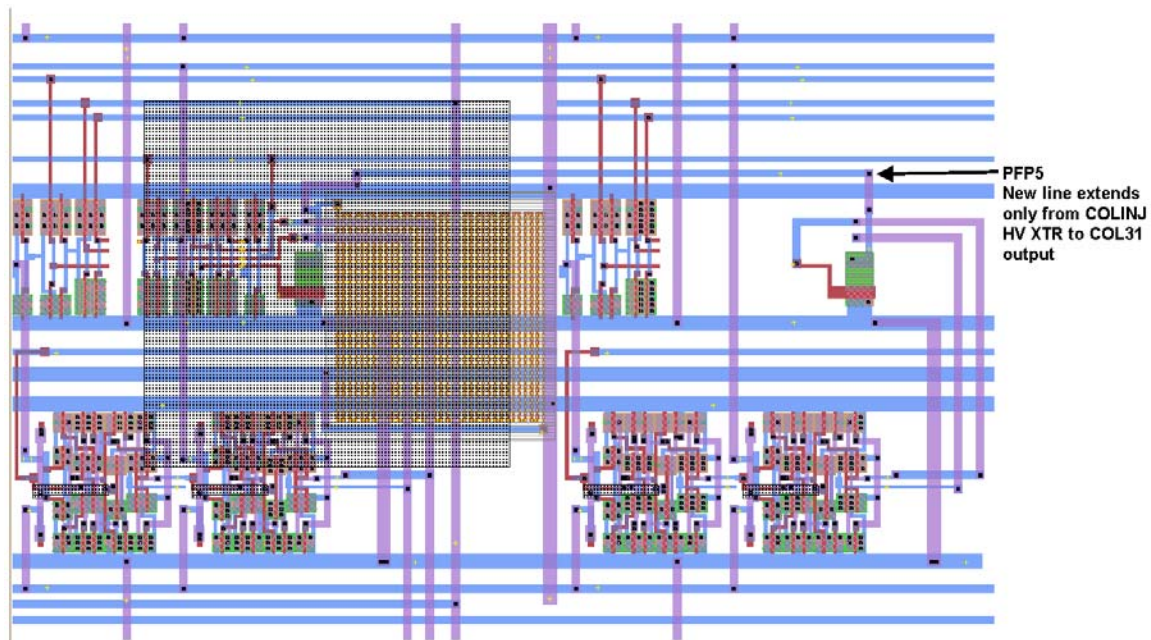 PFP5
New line extends
only from COLINJ
HV XTR to COL31
output